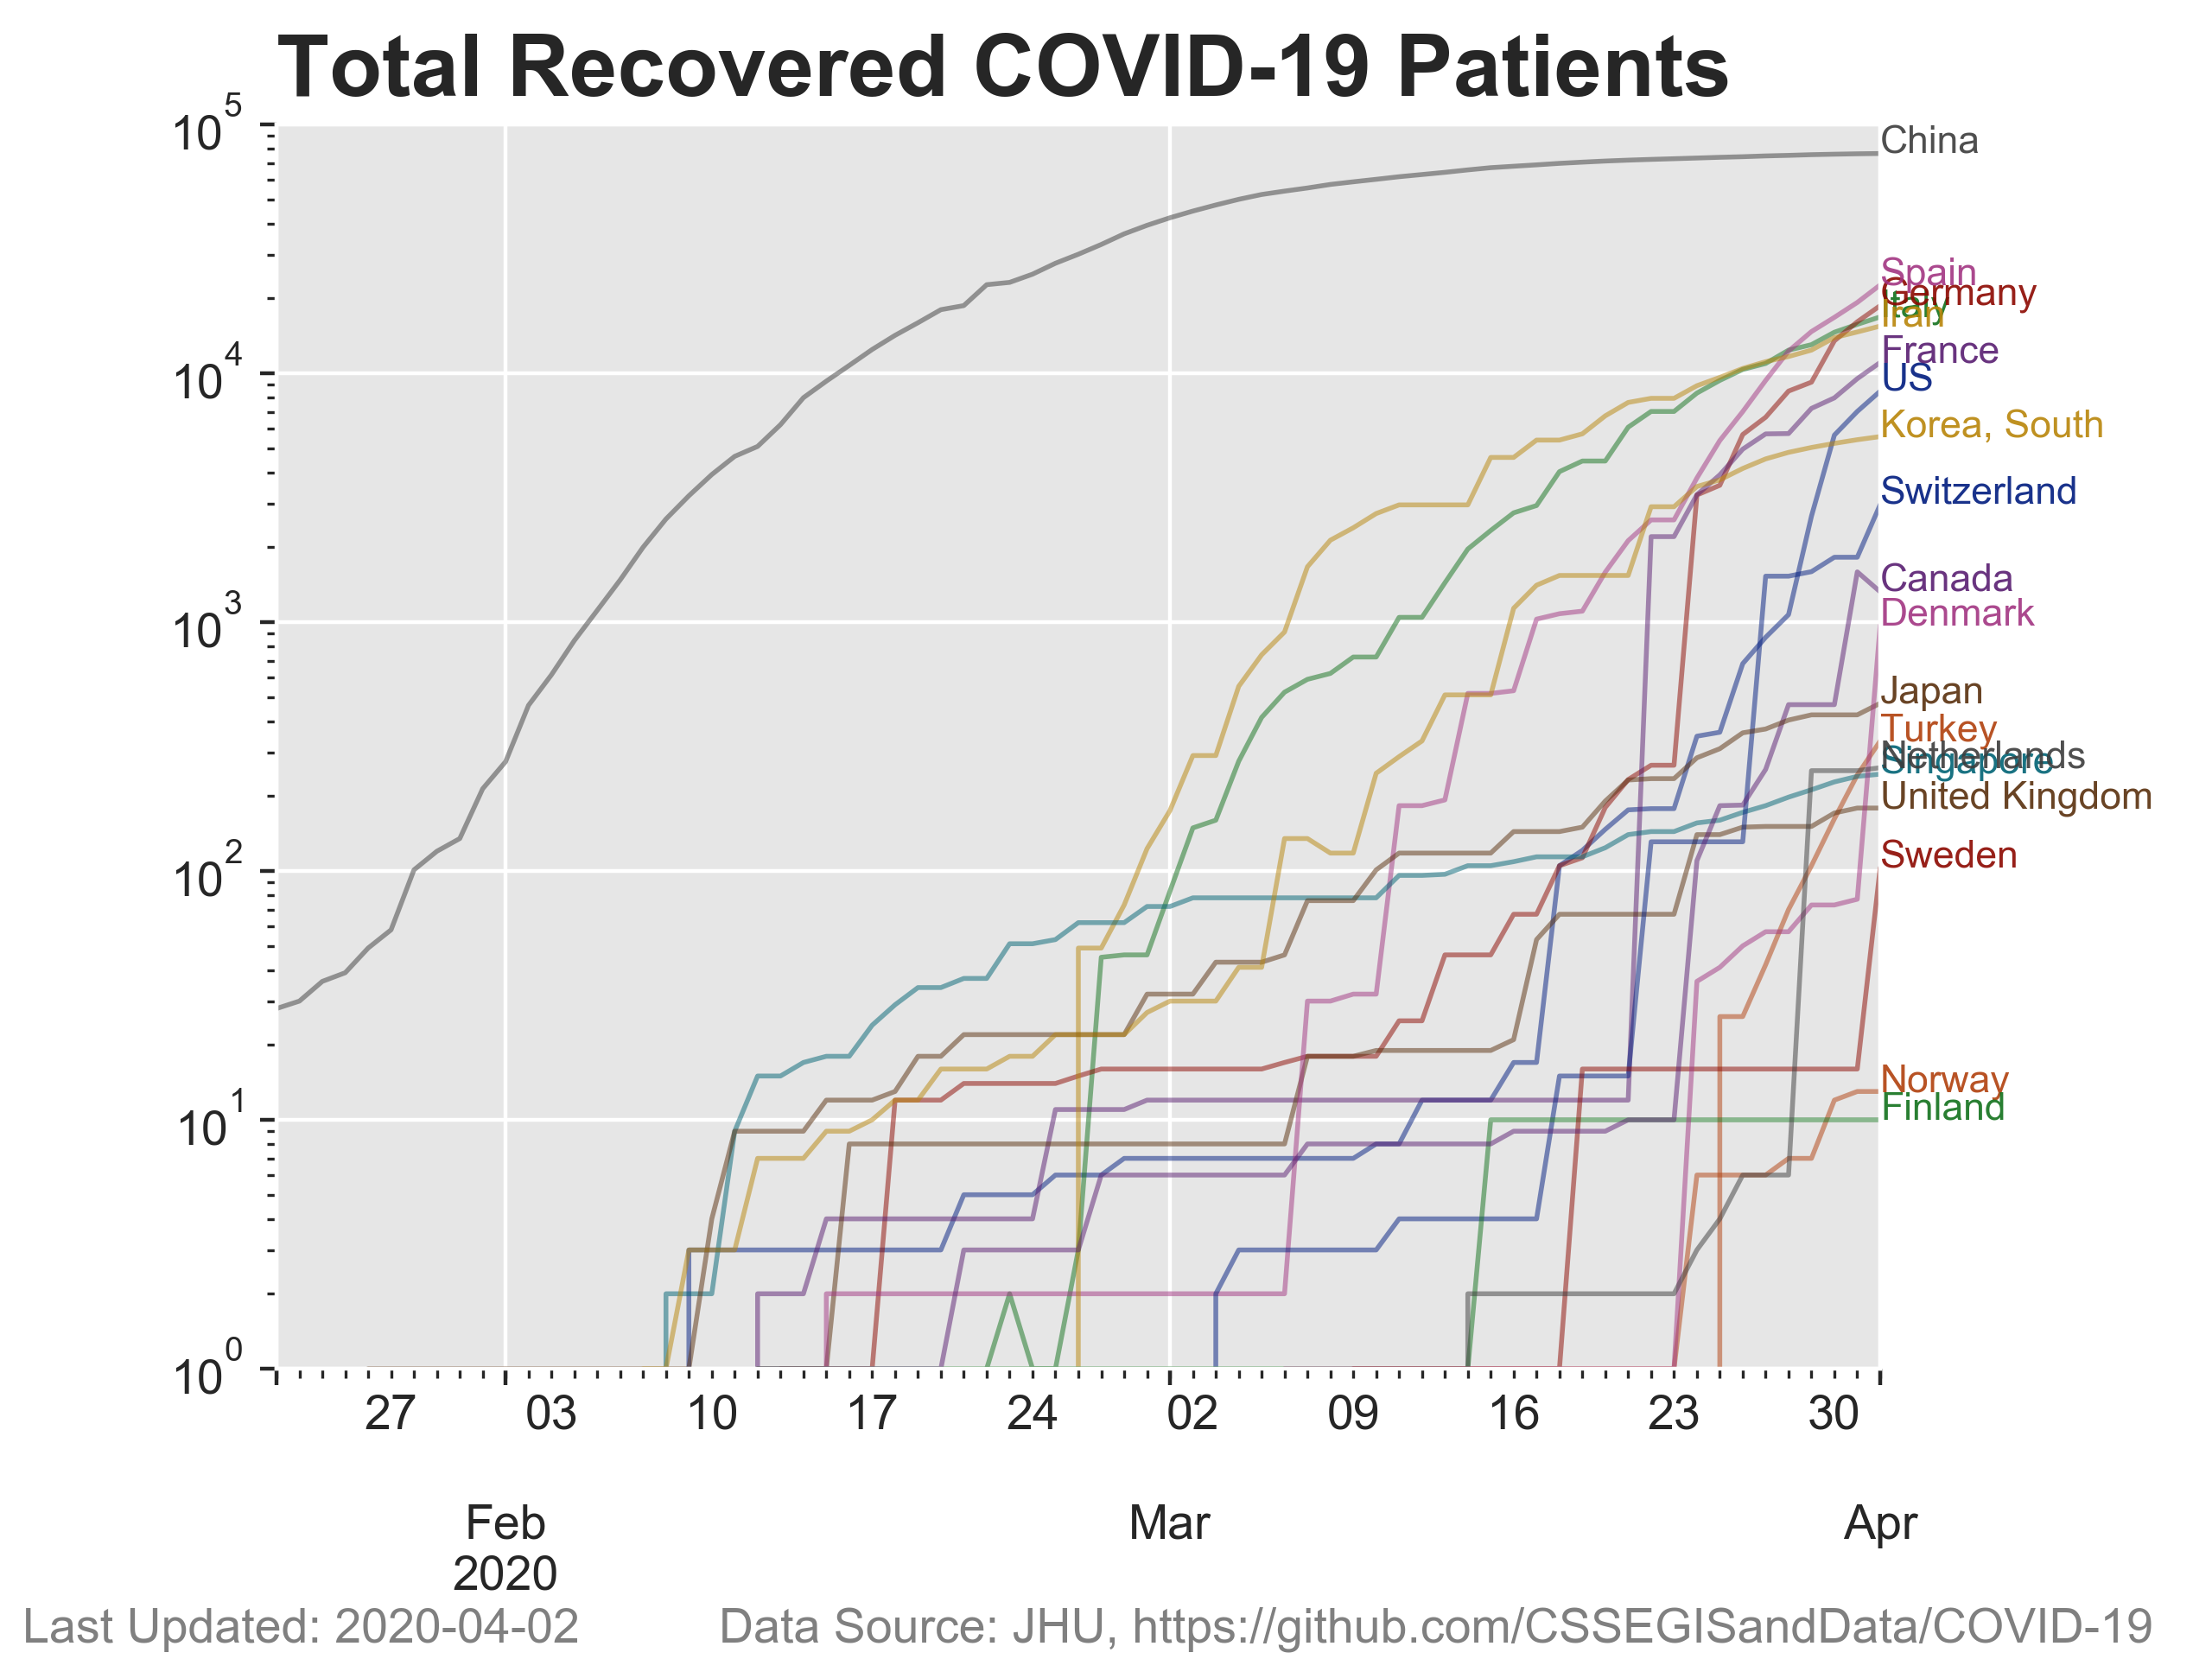 Total Recovered COVID-19 Patients
10^5
10^4
10^3
10^2
10^1
10^0
China
Spain
Germany
Italy
Iran
France
US
Korea, South
Switzerland
Canada
Denmark
Japan
Turkey
Netherlands
Singapore
United Kingdom
Sweden
Norway
Finland
27 03 10 17 24 02 09 16 23 30
Feb Mar Apr
2020
Last Updated: 2020-04-02 Data Source: JHU, https://github.com/CSSEGISandData/COVID-19